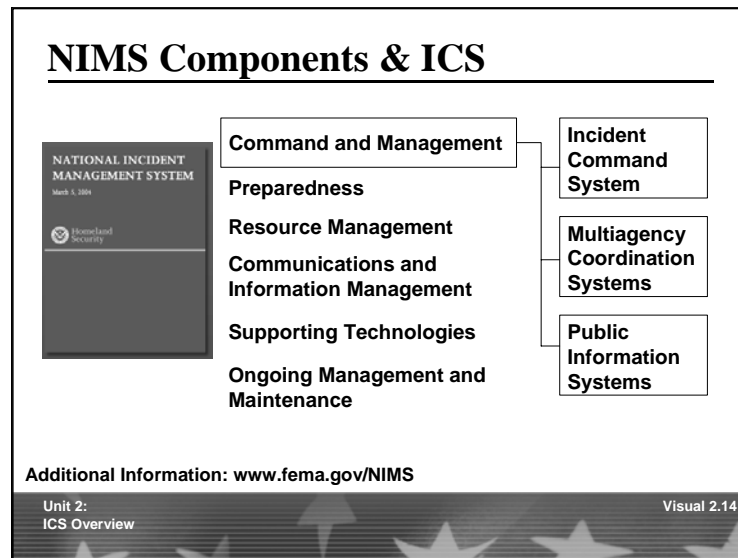 NIMS Components & ICS
NATIONAL INCIDENT
MANAGEMENT SYSTEM
March 5, 2004
Homeland
Security
Command and Management
Preparedness
Resource Management
Communications and
Information Management
Supporting Technologies
Ongoing Management and
Maintenance
Incident
Command
System
Multiagency
Coordination
Systems
Public
Information
Systems
Additional Information: www.fema.gov/NIMS
Unit 2:
ICS Overview
Visual 2.14